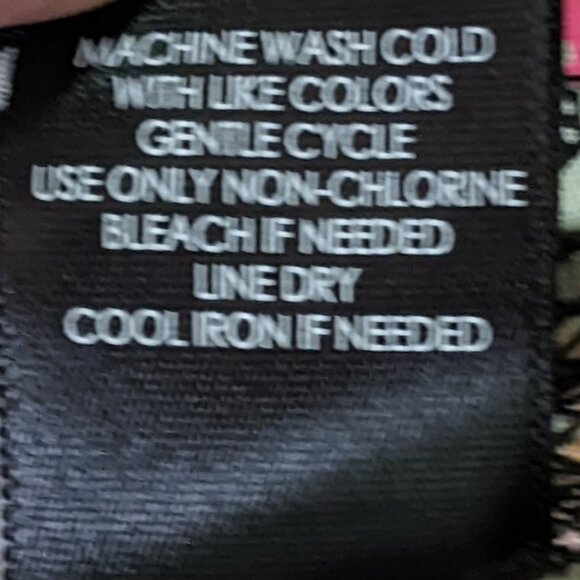 MACHINE WASH COLD
WITH LIKE COLORS
GENTLE CYCLE
USE ONLY NON-CHLORINE
BLEACH IF NEEDED
LINE DRY
COOL IRON IF NEEDED